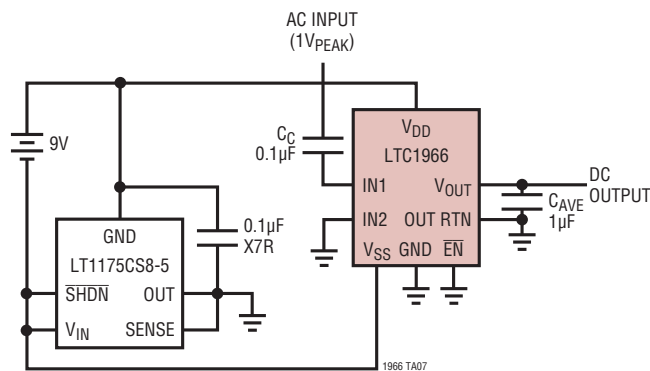 AC INPUT
(1VPEAK)
9V
CC
0.1µF
VDD
LTC1966
IN1
VOUT
DC
OUTPUT
CAVE
1µF
IN2
OUT RTN
VSS
GND
EN
GND
LT1175CS8-5
0.1µF
X7R
SHDN
OUT
VIN
SENSE
1966 TA07